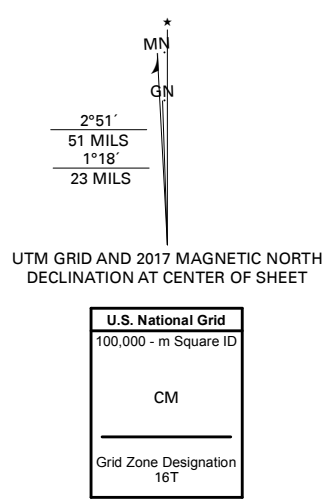 ★
MN
GN
2°51´
51 MILS
1°18´
23 MILS
UTM GRID AND 2017 MAGNETIC NORTH
DECLINATION AT CENTER OF SHEET
U.S. National Grid
100,000 - m Square ID
CM
Grid Zone Designation
16T